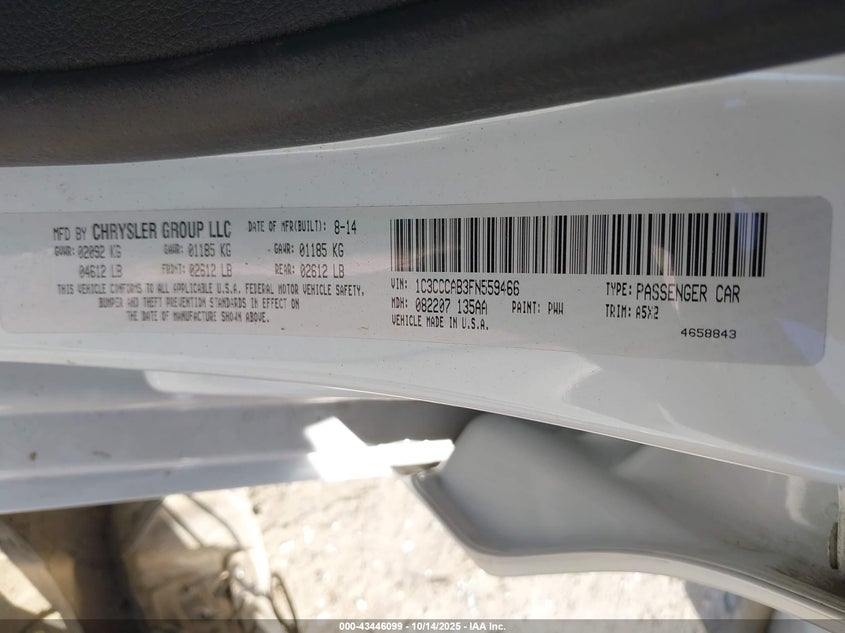 MFD BY CHRYSLER GROUP LLC DATE OF MFR(BUILT): 8-14
GVWR: 02092 KG GAWR: 01185 KG GAWR: 01185 KG
04612 LB FRONT: 02612 LB REAR: 02612 LB
THIS VEHICLE CONFORMS TO ALL APPLICABLE U.S.A. FEDERAL MOTOR VEHICLE SAFETY,
BUMPER AND THEFT PREVENTION STANDARDS IN EFFECT ON
THE DATE OF MANUFACTURE SHOWN ABOVE.
VIN: 1C3CCCAB3FN559466 TYPE: PASSENGER CAR
MDH: 082207 135AA PAINT: PWW TRIM: A5X2
VEHICLE MADE IN U.S.A.
4658843
000-43446099 | 10/14/2025 - IAA Inc.